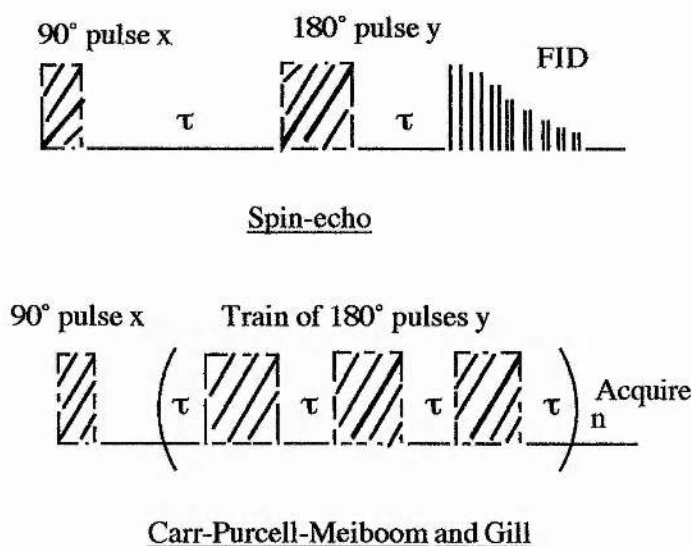 90° pulse x 180° pulse y
FID
τ τ
Spin-echo
90° pulse x Train of 180° pulses y
τ τ τ τ Acquire
n
Carr-Purcell-Meiboom and Gill